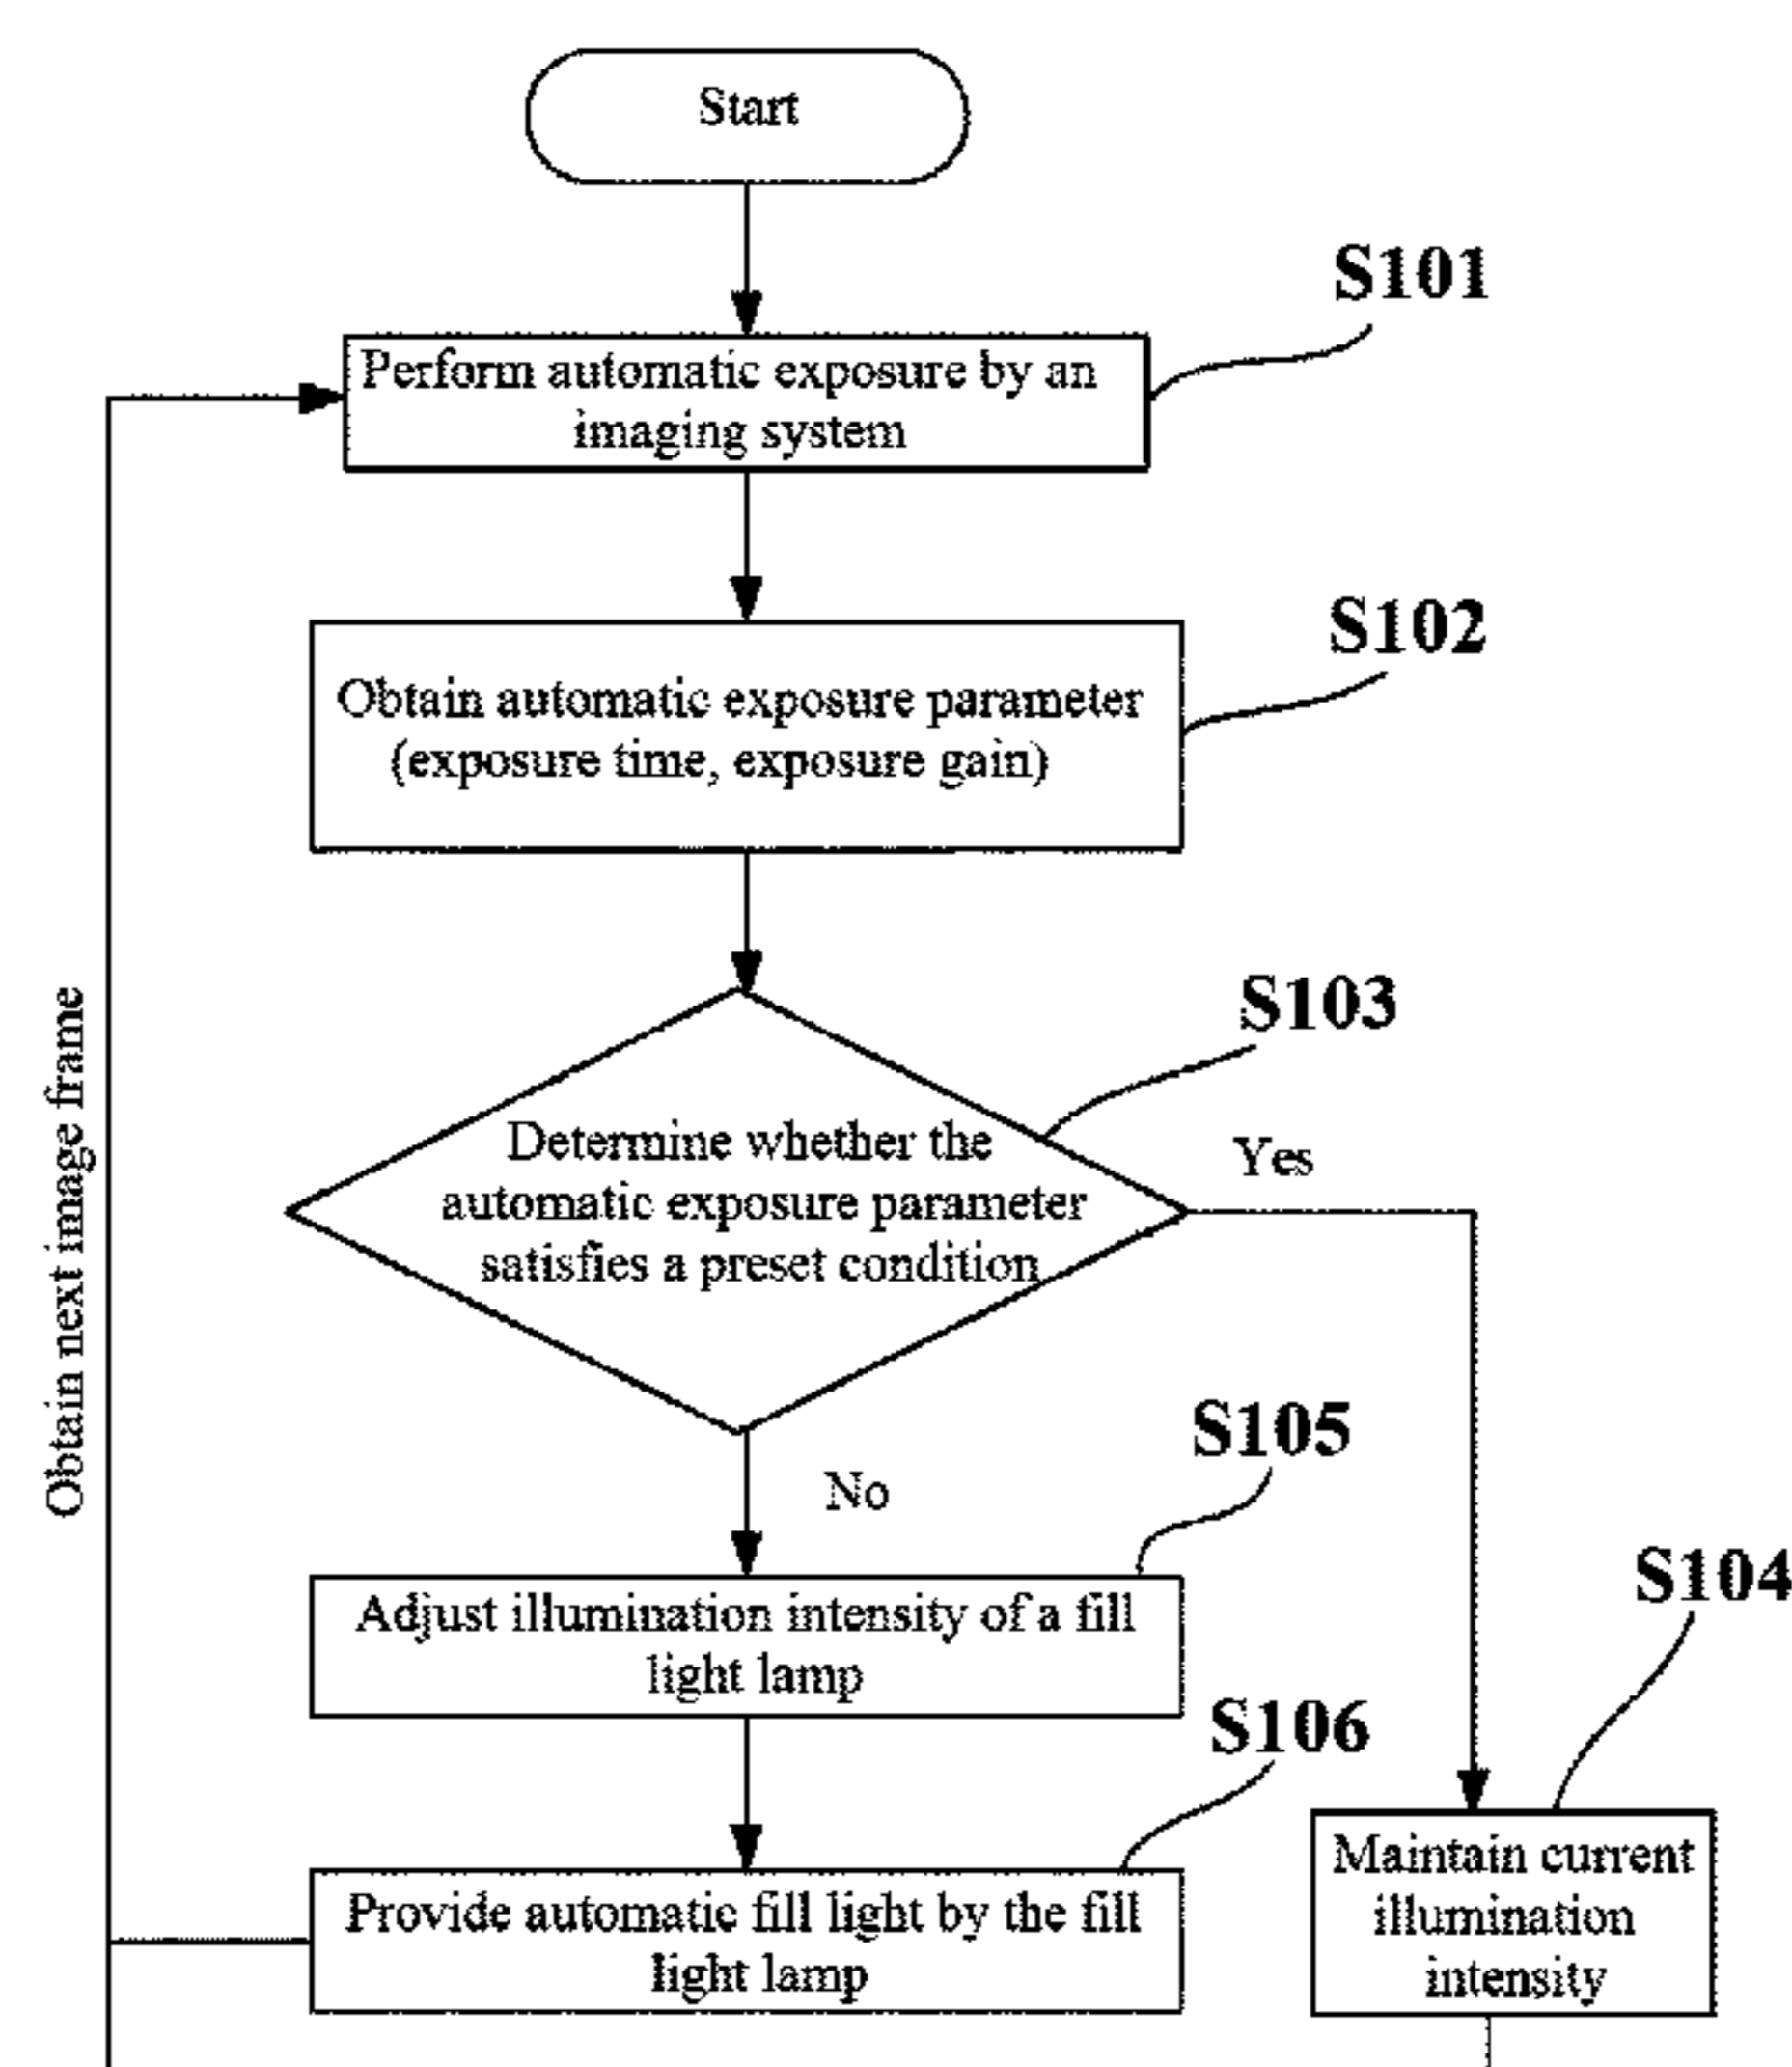 Start
S101
Perform automatic exposure by an
imaging system
S102
Obtain automatic exposure parameter
(exposure time, exposure gain)
S103
Determine whether the
automatic exposure parameter
satisfies a preset condition
Yes
Obtain next image frame
No
S105
Adjust illumination intensity of a fill
light lamp
S104
S106
Provide automatic fill light by the fill
light lamp
Maintain current
illumination
intensity